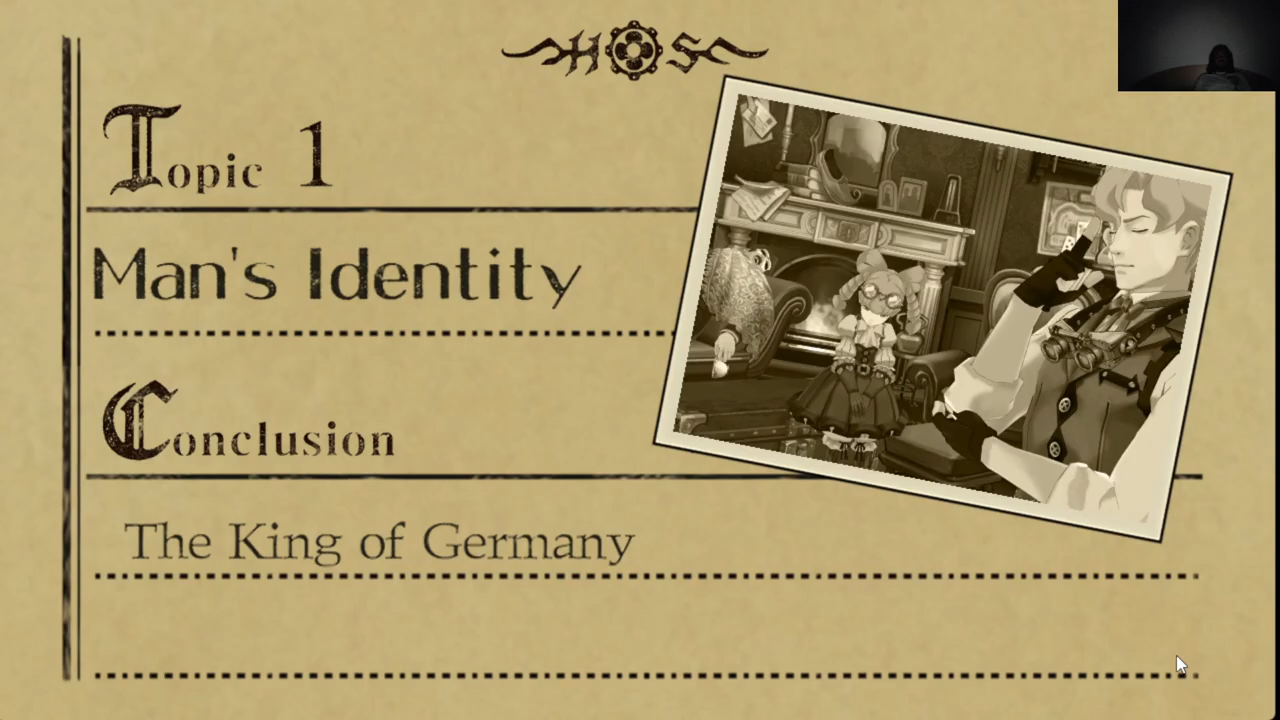 H S
Topic 1
Man's Identity
Conclusion
The King of Germany